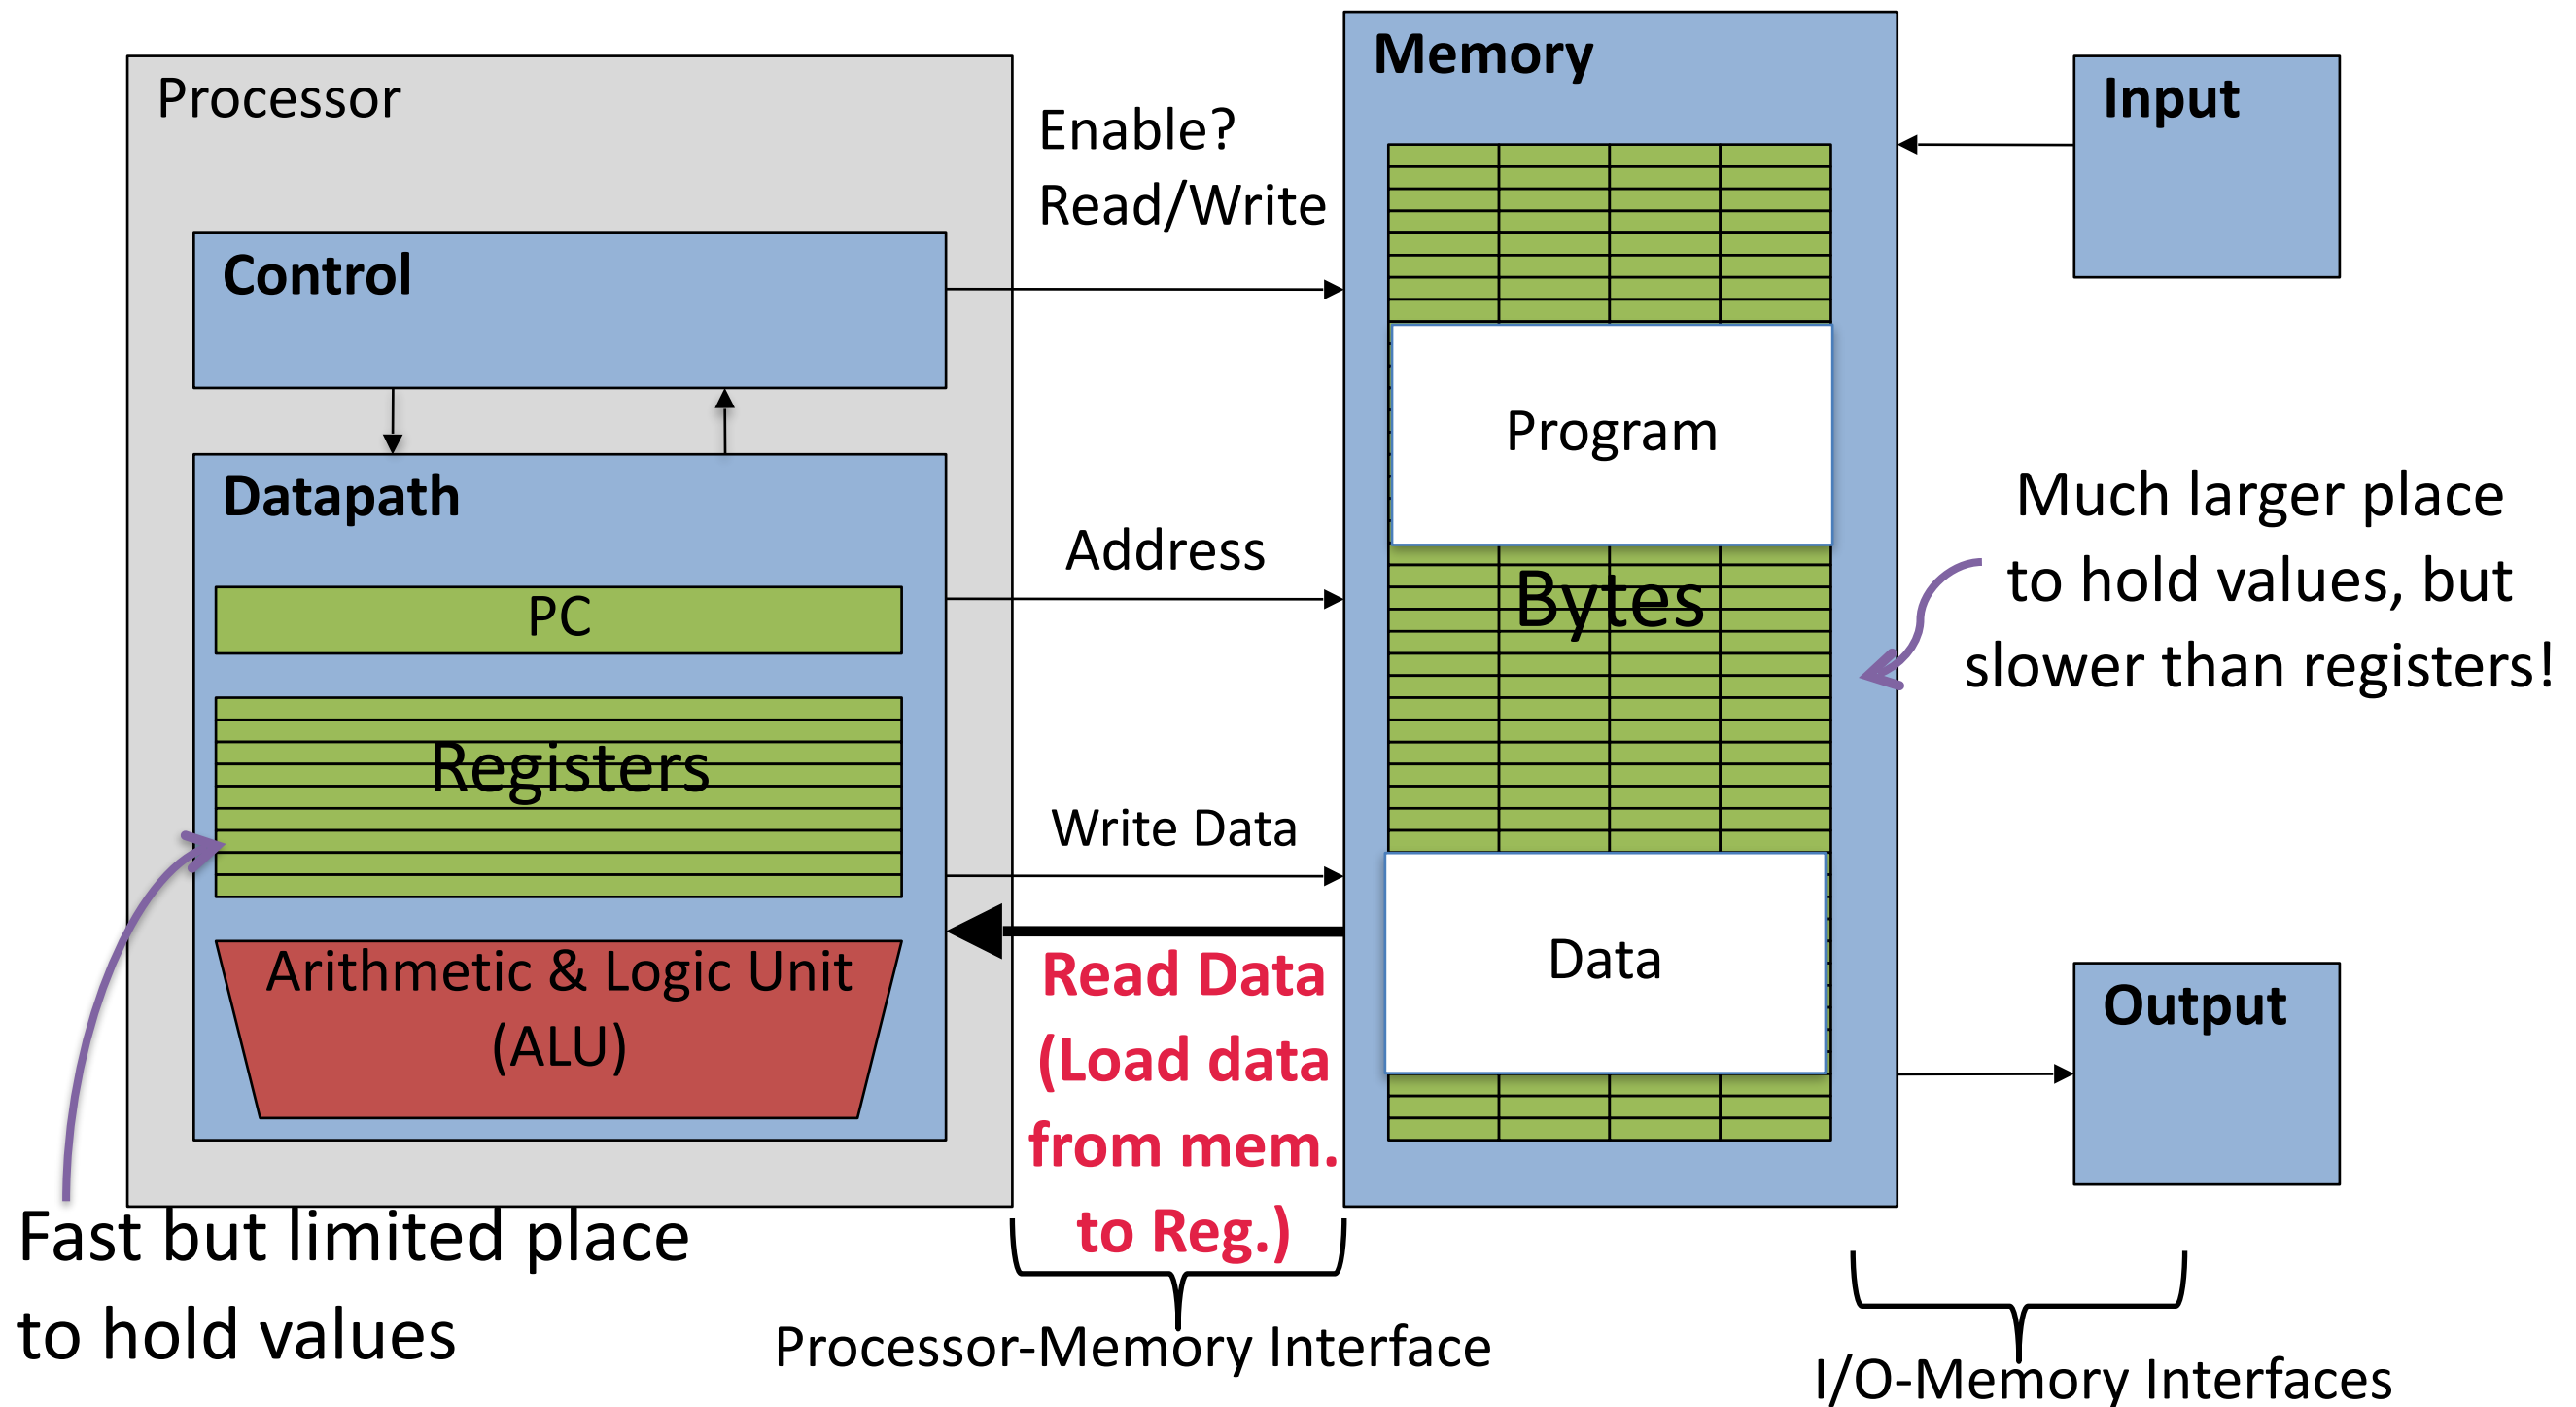 Processor
Control
Datapath
PC
Registers
Arithmetic & Logic Unit
(ALU)
Fast but limited place
to hold values
Enable?
Read/Write
Address
Write Data
Read Data
(Load data
from mem.
to Reg.)
Processor-Memory Interface
Memory
Program
Bytes
Data
Input
Much larger place
to hold values, but
slower than registers!
Output
I/O-Memory Interfaces